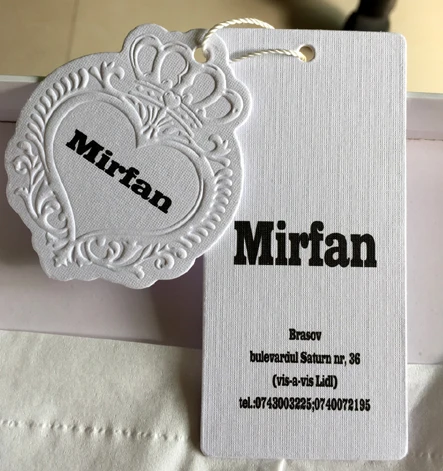 Mirfan
Mirfan
Brasov
bulevardul Saturn nr, 36
(vis-a-vis Lidl)
tel.:0743003225;0740072195